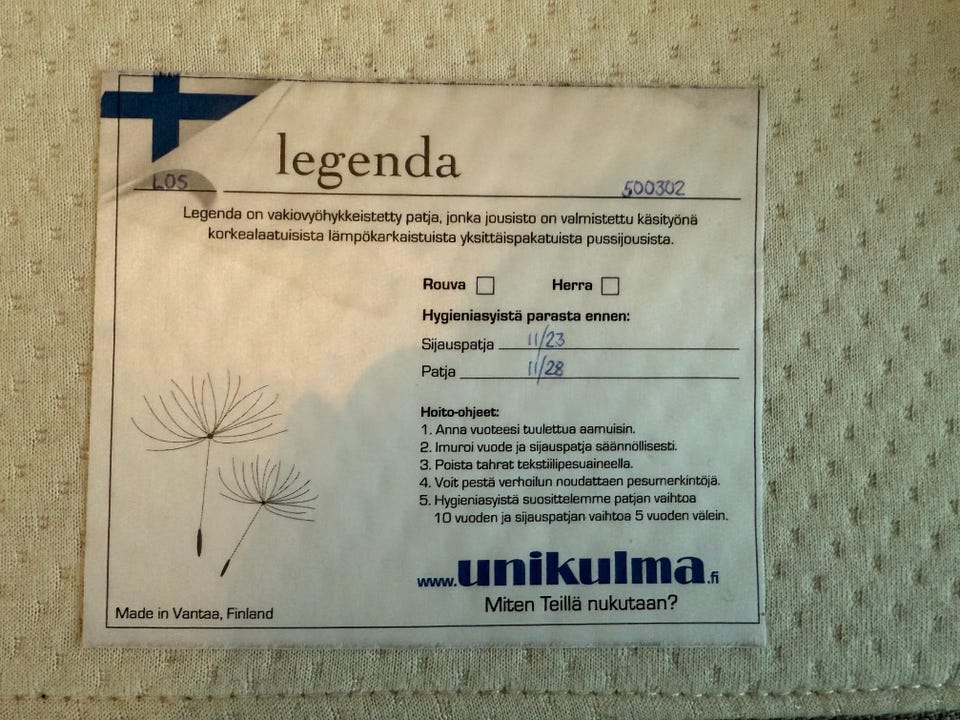 legenda
LOS
500302
Legenda on vakiovyöhykkeistetty patja, jonka jousisto on valmistettu käsityönä
korkealaatuisista lämpökarkaistuista yksittäispakatuista pussijousista.
Rouva Herra
Hygieniasyistä parasta ennen:
Sijauspatja 11/23
Patja 11/28
Hoito-ohjeet:
1. Anna vuoteesi tuulettua aamuisin.
2. Imuroi vuode ja sijauspatja säännöllisesti.
3. Poista tahrat tekstiilipesuaineella.
4. Voit pestä verhoilun noudattaen pesumerkintöjä.
5. Hygieniasyistä suosittelemme patjan vaihtoa
10 vuoden ja sijauspatjan vaihtoa 5 vuoden välein.
www.unikulma.fi
Miten Teillä nukutaan?
Made in Vantaa, Finland